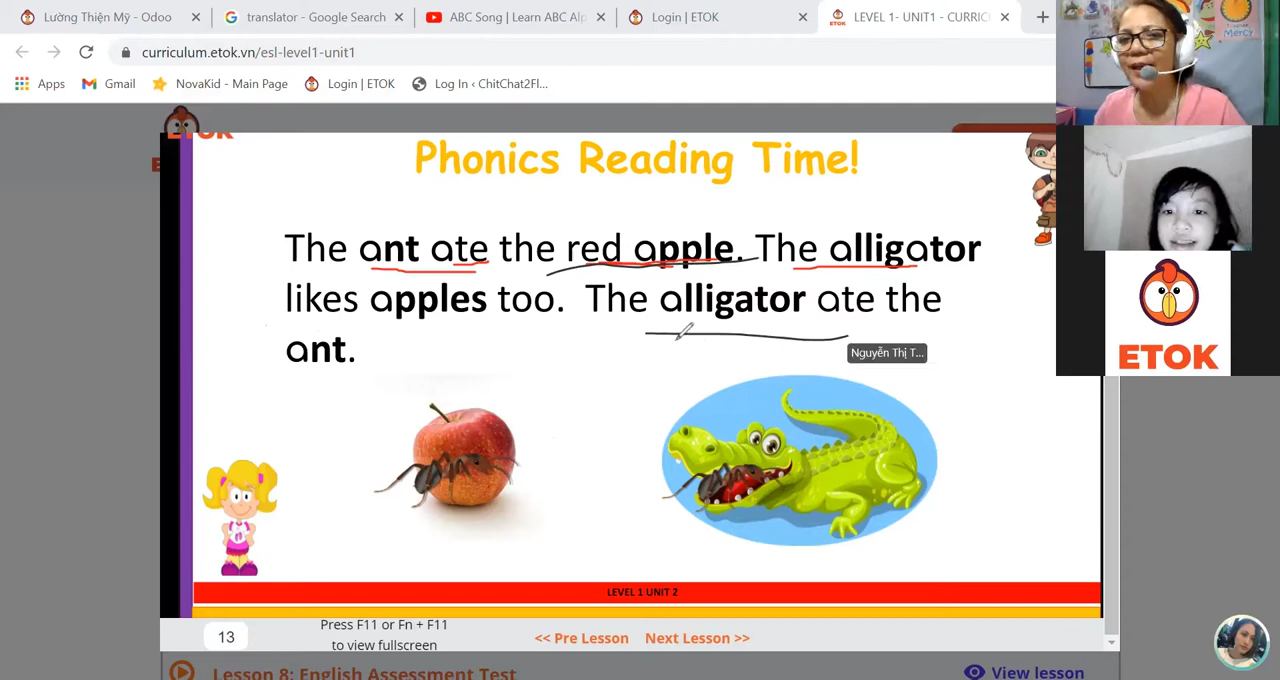 Lường Thiện Mỹ - Odoo
translator - Google Search
ABC Song | Learn ABC Al
Login | ETOK
LEVEL 1- UNIT1 - CURRIC
curriculum.etok.vn/esl-level1-unit1
Apps
Gmail
NovaKid - Main Page
Login | ETOK
Log In ‹ ChitChat2Fl...
Mercy
Phonics Reading Time!
The ant ate the red apple. The alligator
likes apples too. The alligator ate the
ant.
Nguyễn Thị T...
ETOK
LEVEL 1 UNIT 2
13
Press F11 or Fn + F11
to view fullscreen
<< Pre Lesson
Next Lesson >>
Lesson 8: English Assessment Test
View lesson